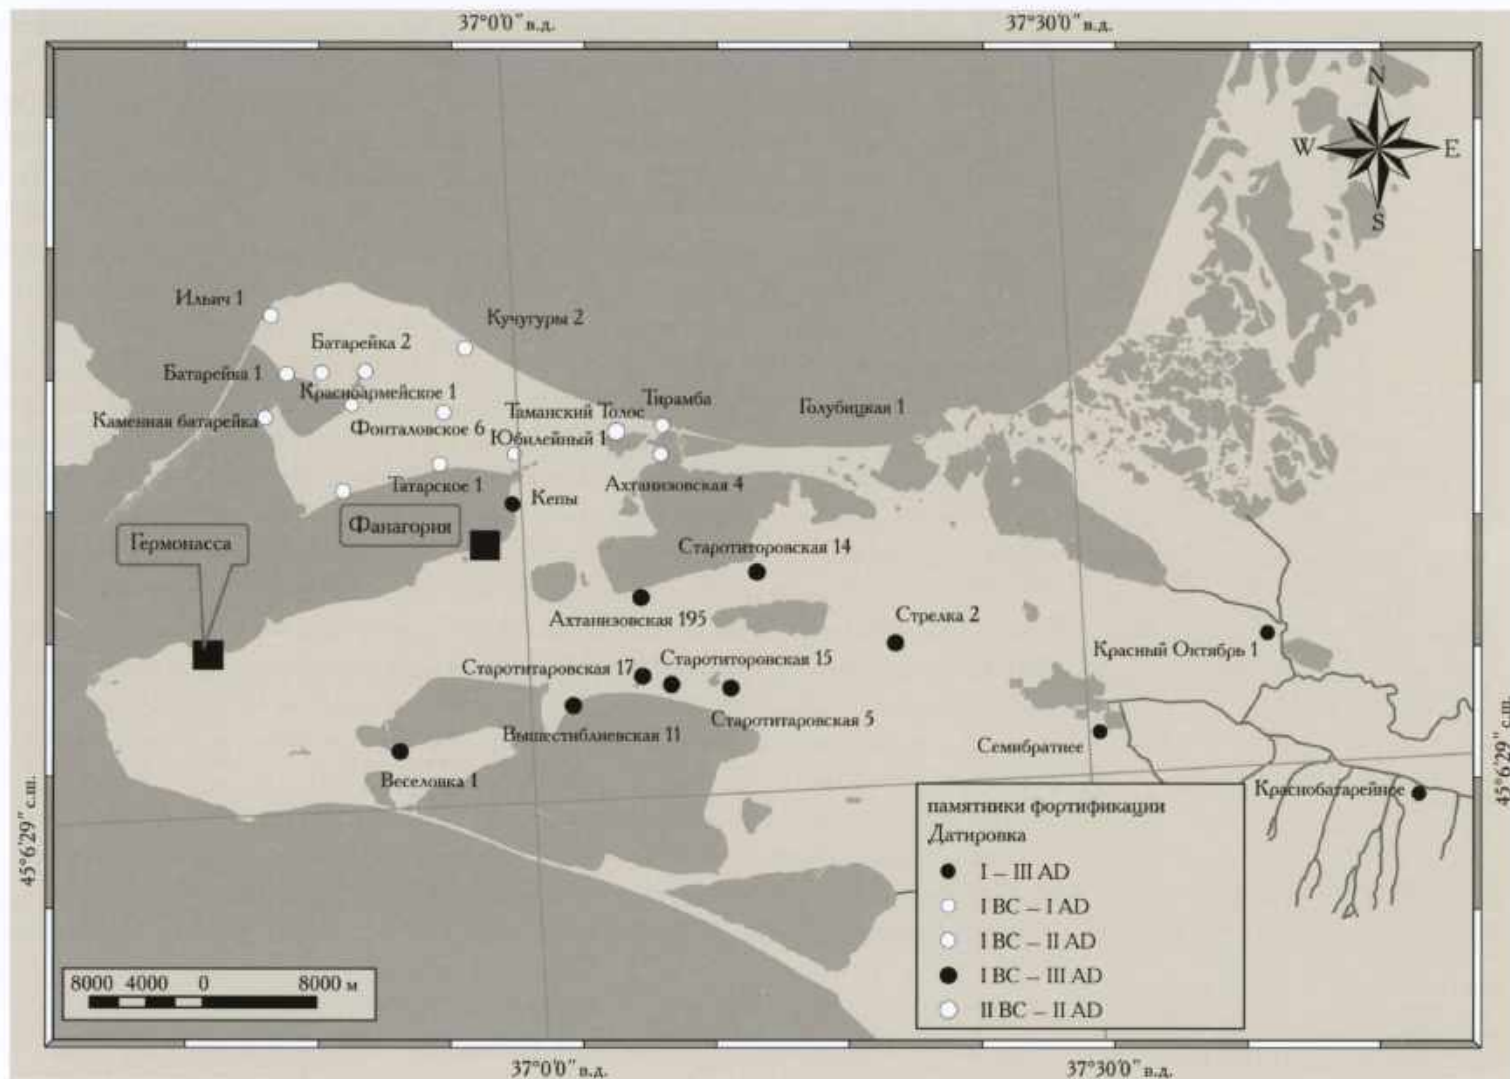 37°0'0" в.д.
37°30'0" в.д.
N
W
E
S
Ильич 1
Кучугуры 2
Батарейка 2
Батарейка 1
Красноармейское 1
Каменная батарейка
Фонталовское 6
Таманский Толос
Тирамба
Голубицкая 1
Юбилейный 1
Татарское 1
Ахтанизовская 4
Кепы
Фанагория
Гермонасса
Старотиторовская 14
Ахтанизовская 195
Стрелка 2
Красный Октябрь 1
Старотитаровская 17
Старотиторовская 15
Старотитаровская 5
Вышестиблиевская 11
Семибратнее
Веселовка 1
Краснобатарейное
45°6'29" с.ш.
45°6'29" с.ш.
памятники фортификации
Датировка
I – III AD
I BC – I AD
I BC – II AD
I BC – III AD
II BC – II AD
8000 4000 0 8000 м
37°0'0" в.д.
37°30'0" в.д.